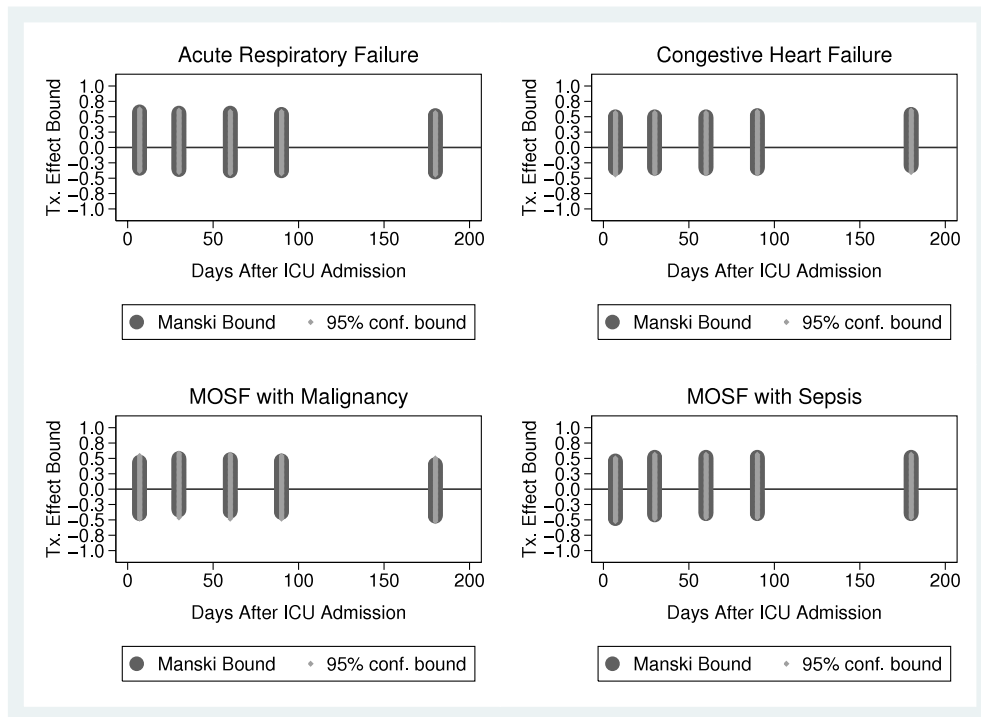 Acute Respiratory Failure
Tx. Effect Bound
1.0
0.8
0.5
0.3
0.0
−0.3
−0.5
−0.8
−1.0
0 50 100 150 200
Days After ICU Admission
Manski Bound 95% conf. bound
Congestive Heart Failure
Tx. Effect Bound
1.0
0.8
0.5
0.3
0.0
−0.3
−0.5
−0.8
−1.0
0 50 100 150 200
Days After ICU Admission
Manski Bound 95% conf. bound
MOSF with Malignancy
Tx. Effect Bound
1.0
0.8
0.5
0.3
0.0
−0.3
−0.5
−0.8
−1.0
0 50 100 150 200
Days After ICU Admission
Manski Bound 95% conf. bound
MOSF with Sepsis
Tx. Effect Bound
1.0
0.8
0.5
0.3
0.0
−0.3
−0.5
−0.8
−1.0
0 50 100 150 200
Days After ICU Admission
Manski Bound 95% conf. bound